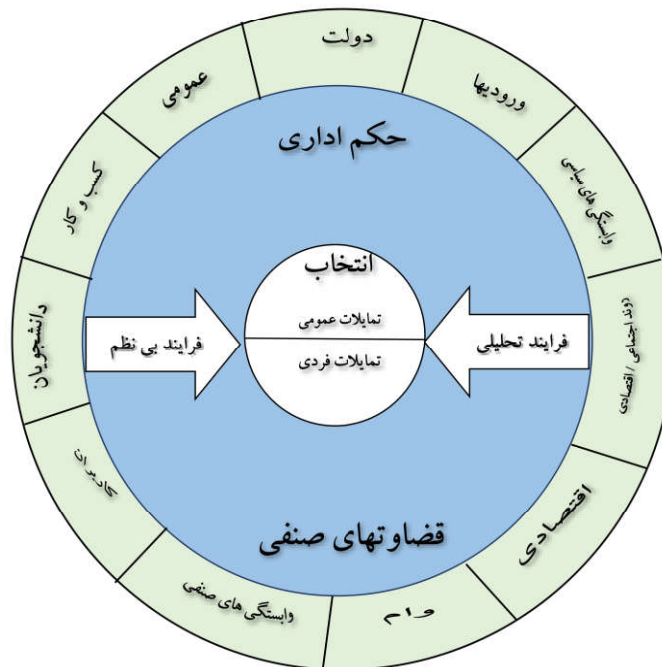 دولت
ورودیها
وابستگی های سیاسی
روند اجتماعی / اقتصادی
اقتصادی
وام
وابستگی های صنفی
کاربران
دانشجویان
کسب و کار
عمومی
حکم اداری
انتخاب
تمایلات عمومی
تمایلات فردی
فرایند تحلیلی
فرایند بی نظم
قضاوتهای صنفی